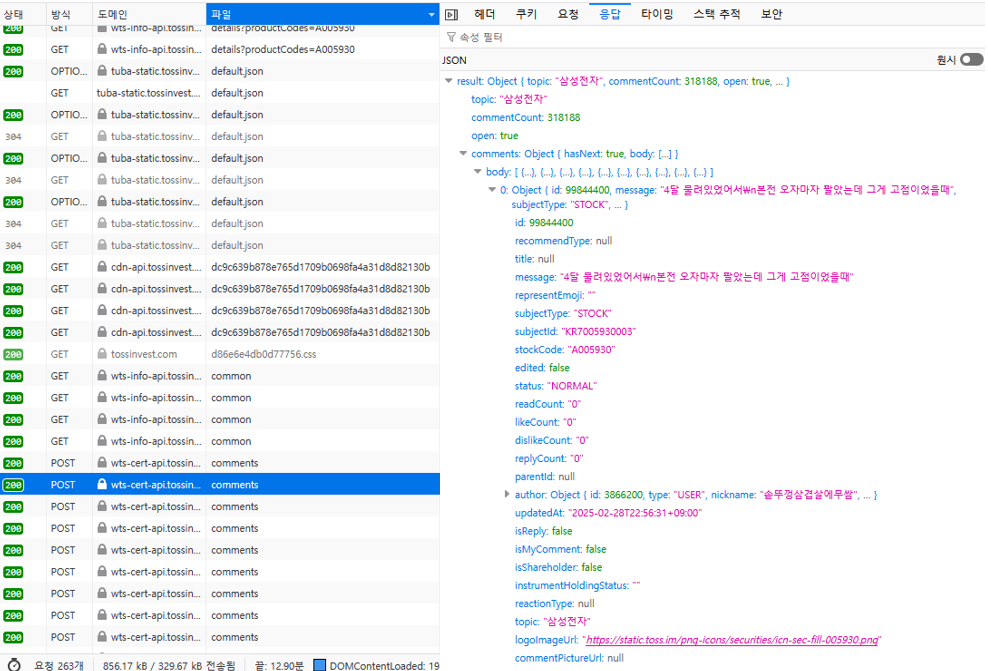 상태 방식 도메인 파일
200 GET wts-info-api.tossinv... details?productCodes=A005930
200 GET wts-info-api.tossinv... details?productCodes=A005930
200 OPTIO... tuba-static.tossinv... default.json
GET tuba-static.tossinvest.... default.json
200 OPTIO... tuba-static.tossinv... default.json
304 GET tuba-static.tossinv... default.json
200 OPTIO... tuba-static.tossinv... default.json
304 GET tuba-static.tossinv... default.json
200 OPTIO... tuba-static.tossinv... default.json
304 GET tuba-static.tossinv... default.json
304 GET tuba-static.tossinv... default.json
200 GET cdn-api.tossinvest.... dc9c639b878e765d1709b0698fa4a31d8d82130b
200 GET cdn-api.tossinvest.... dc9c639b878e765d1709b0698fa4a31d8d82130b
200 GET cdn-api.tossinvest.... dc9c639b878e765d1709b0698fa4a31d8d82130b
200 GET cdn-api.tossinvest.... dc9c639b878e765d1709b0698fa4a31d8d82130b
200 GET tossinvest.com d86e6e4db0d77756.css
200 GET wts-info-api.tossin... common
200 GET wts-info-api.tossin... common
200 GET wts-info-api.tossin... common
200 GET wts-info-api.tossin... common
200 POST wts-cert-api.tossin... comments
200 POST wts-cert-api.tossin... comments
200 POST wts-cert-api.tossin... comments
200 POST wts-cert-api.tossin... comments
200 POST wts-cert-api.tossin... comments
200 POST wts-cert-api.tossin... comments
200 POST wts-cert-api.tossin... comments
200 POST wts-cert-api.tossin... comments
200 POST wts-cert-api.tossin... comments
요청 263개 856.17 kB / 329.67 kB 전송됨 끝: 12.90분 DOMContentLoaded: 19
헤더 쿠키 요청 응답 타이밍 스택 추적 보안
속성 필터
JSON 원시
result: Object { topic: "삼성전자", commentCount: 318188, open: true, ... }
topic: "삼성전자"
commentCount: 318188
open: true
comments: Object { hasNext: true, body: [...] }
body: [ {...}, {...}, {...}, {...}, {...}, {...}, {...}, {...}, {...}, {...} ]
0: Object { id: 99844400, message: "4달 물려있었어서₩n본전 오자마자 팔았는데 그게 고점이었을때",
subjectType: "STOCK", ... }
id: 99844400
recommendType: null
title: null
message: "4달 물려있었어서₩n본전 오자마자 팔았는데 그게 고점이었을때"
representEmoji: ""
subjectType: "STOCK"
subjectId: "KR7005930003"
stockCode: "A005930"
edited: false
status: "NORMAL"
readCount: "0"
likeCount: "0"
dislikeCount: "0"
replyCount: "0"
parentId: null
author: Object { id: 3866200, type: "USER", nickname: "솥뚜껑삼겹살에무쌈", ... }
updatedAt: "2025-02-28T22:56:31+09:00"
isReply: false
isMyComment: false
isShareholder: false
instrumentHoldingStatus: ""
reactionType: null
topic: "삼성전자"
logoImageUrl: "https://static.toss.im/png-icons/securities/icn-sec-fill-005930.png"
commentPictureUrl: null